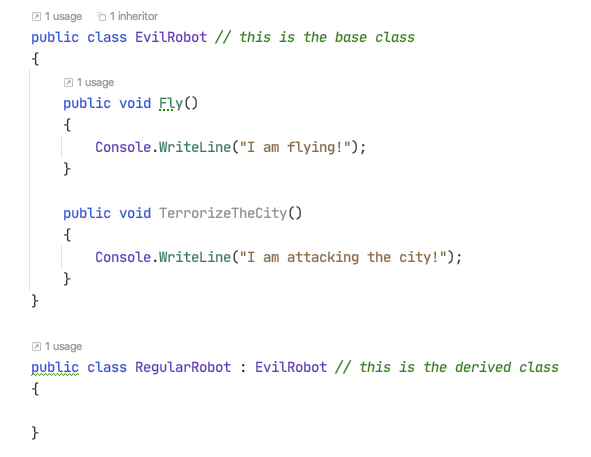 1 usage 1 inheritor
public class EvilRobot // this is the base class
{
1 usage
public void Fly()
{
Console.WriteLine("I am flying!");
}
public void TerrorizeTheCity()
{
Console.WriteLine("I am attacking the city!");
}
}
1 usage
public class RegularRobot : EvilRobot // this is the derived class
{
}